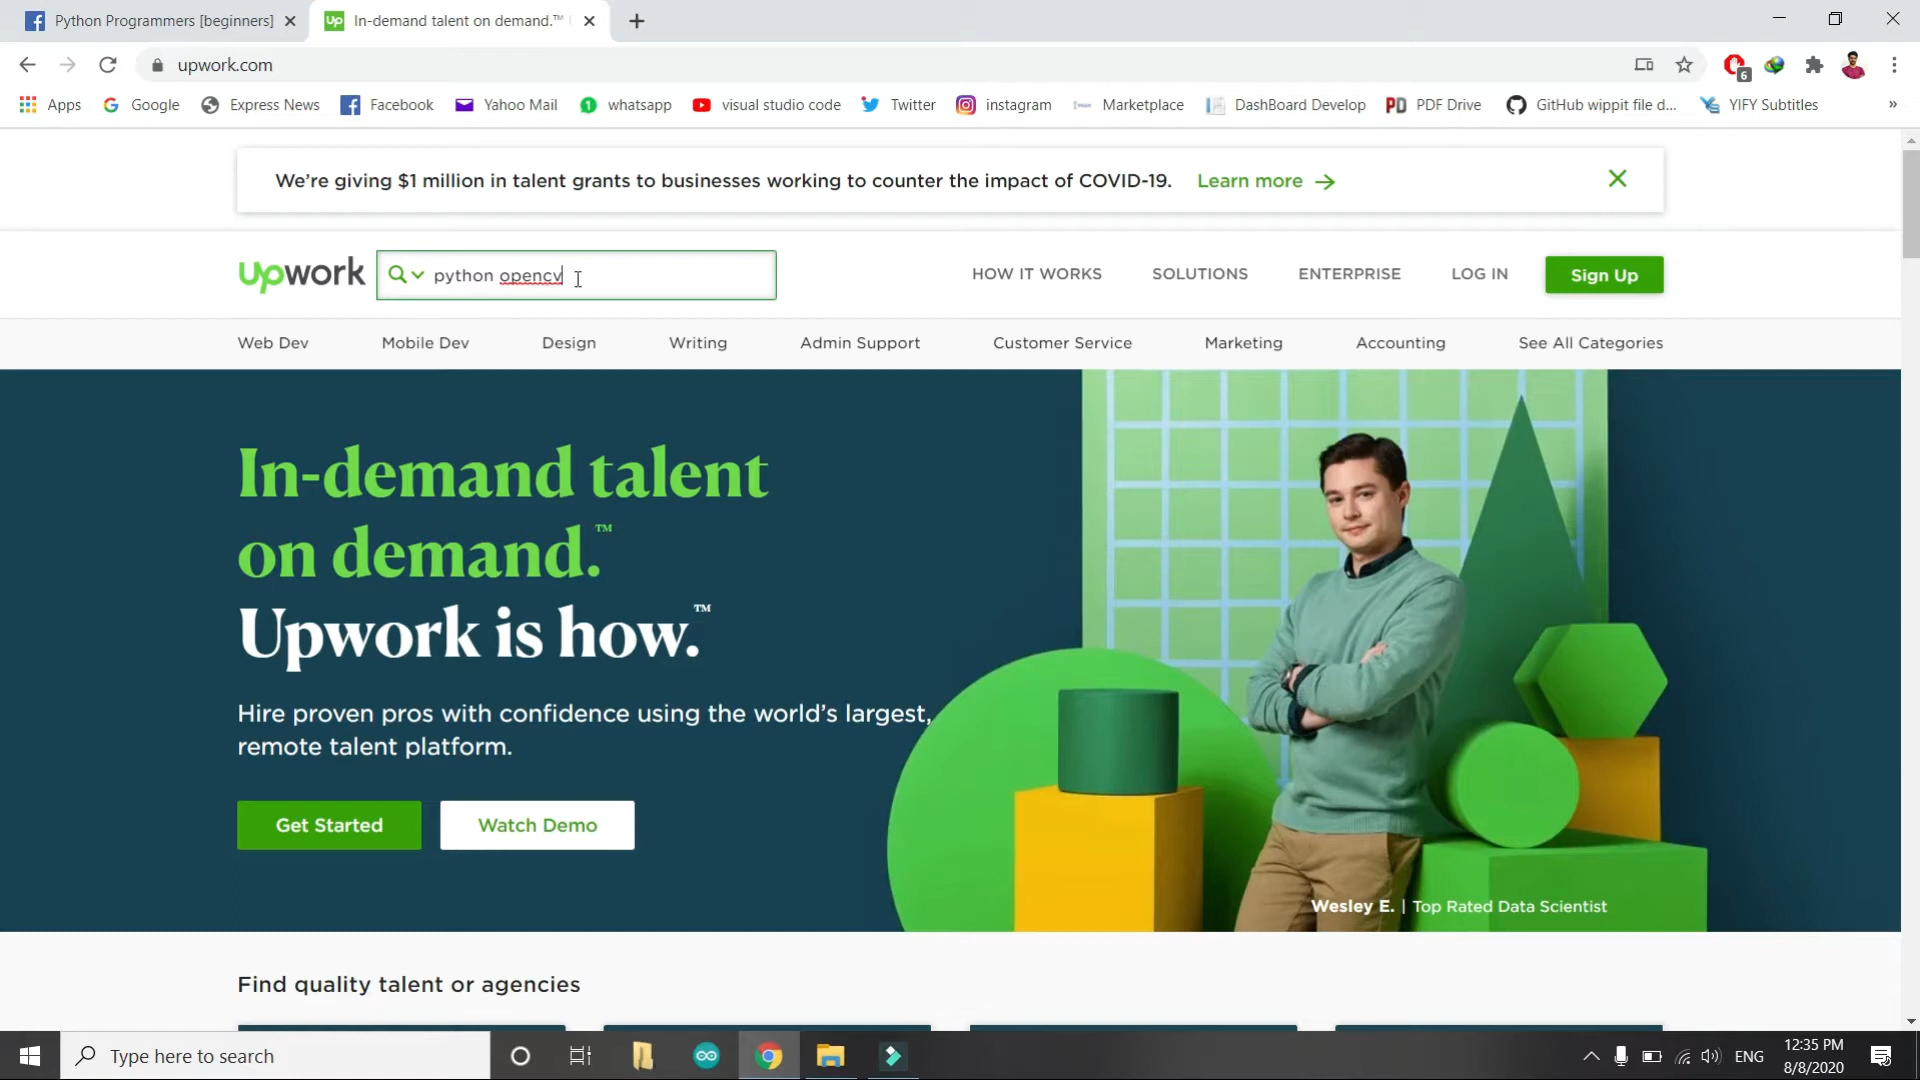 Python Programmers [beginners]
In-demand talent on demand.™
upwork.com
6
Apps
Google
Express News
Facebook
Yahoo Mail
whatsapp
visual studio code
Twitter
instagram
Marketplace
DashBoard Develop
PDF Drive
GitHub wippit file d...
YIFY Subtitles
»
We're giving $1 million in talent grants to businesses working to counter the impact of COVID-19. Learn more →
upwork
python opencv
HOW IT WORKS
SOLUTIONS
ENTERPRISE
LOG IN
Sign Up
Web Dev
Mobile Dev
Design
Writing
Admin Support
Customer Service
Marketing
Accounting
See All Categories
In-demand talent
on demand.™
Upwork is how.™
Hire proven pros with confidence using the world's largest,
remote talent platform.
Get Started
Watch Demo
Wesley E. | Top Rated Data Scientist
Find quality talent or agencies
Type here to search
ENG
12:35 PM
8/8/2020